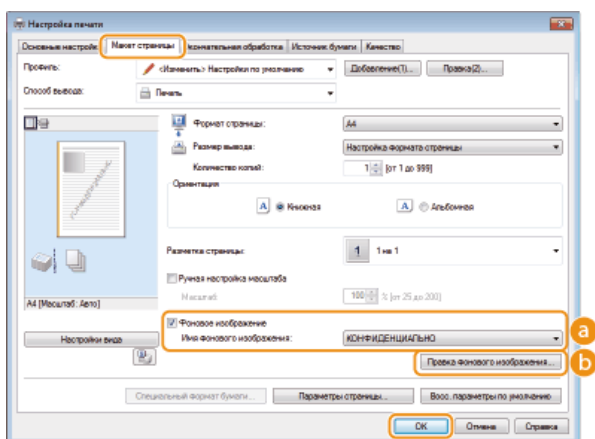 Настройка печати
Основные настройки Макет страницы Окончательная обработка Источник бумаги Качество
Профиль: <Изменить> Настройки по умолчанию Добавление(1)... Правка(2)...
Способ вывода: Печать
Формат страницы: A4
Размер вывода: Настройка формата страницы
Количество копий: 1 [от 1 до 999]
Ориентация
A Книжная A Альбомная
Разметка страницы: 1 1 на 1
Ручная настройка масштаба
Масштаб: 100 % [от 25 до 200]
A4 [Масштаб: Авто]
Фоновое изображение a
Настройки вида Имя фонового изображения: КОНФИДЕНЦИАЛЬНО
Правка фонового изображения... b
Специальный формат бумаги... Параметры страницы... Восс. параметры по умолчанию
OK Отмена Справка